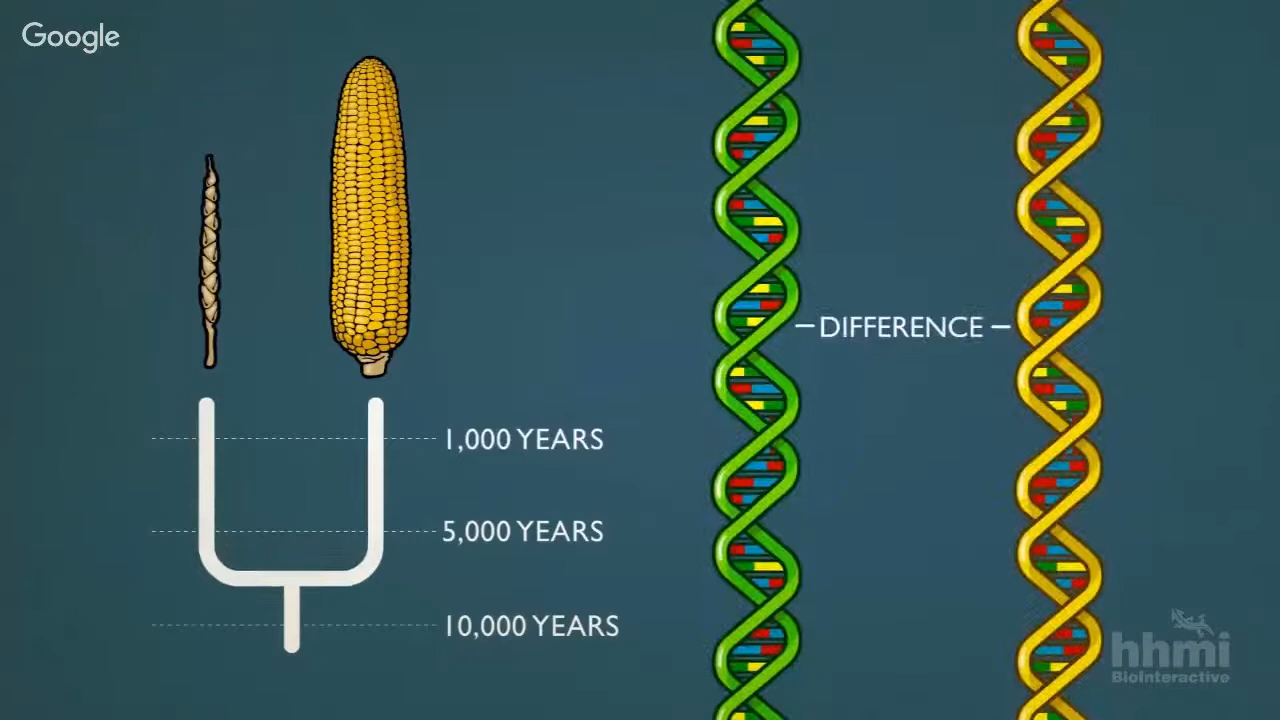 Google
DIFFERENCE
1,000 YEARS
5,000 YEARS
10,000 YEARS
hhmi
BioInteractive